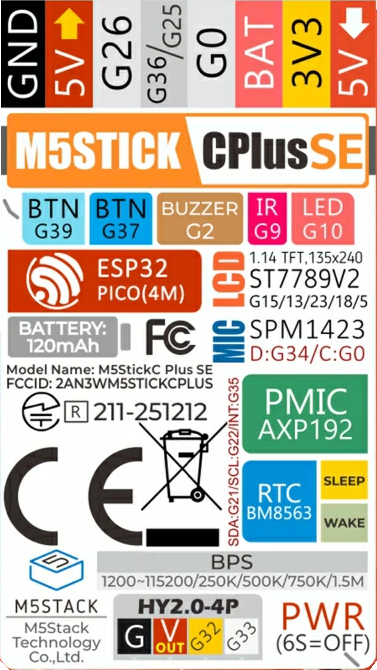 GND
5V
G26
G36/G25
G0
BAT
3V3
5V
M5STICK CPlusSE
BTN G39
BTN G37
BUZZER G2
IR G9
LED G10
ESP32
PICO(4M)
LCD
1.14 TFT,135x240
ST7789V2
G15/13/23/18/5
BATTERY:
120mAh
FC
MIC
SPM1423
D:G34/C:G0
Model Name: M5StickC Plus SE
FCCID: 2AN3WM5STICKCPLUS
R 211-251212
CE
SDA:G21/SCL:G22/INT:G35
PMIC
AXP192
RTC
BM8563
SLEEP
WAKE
5
M5STACK
M5Stack
Technology
Co.,Ltd.
BPS
1200~115200/250K/500K/750K/1.5M
HY2.0-4P
G
V OUT
G32
G33
PWR
(6S=OFF)